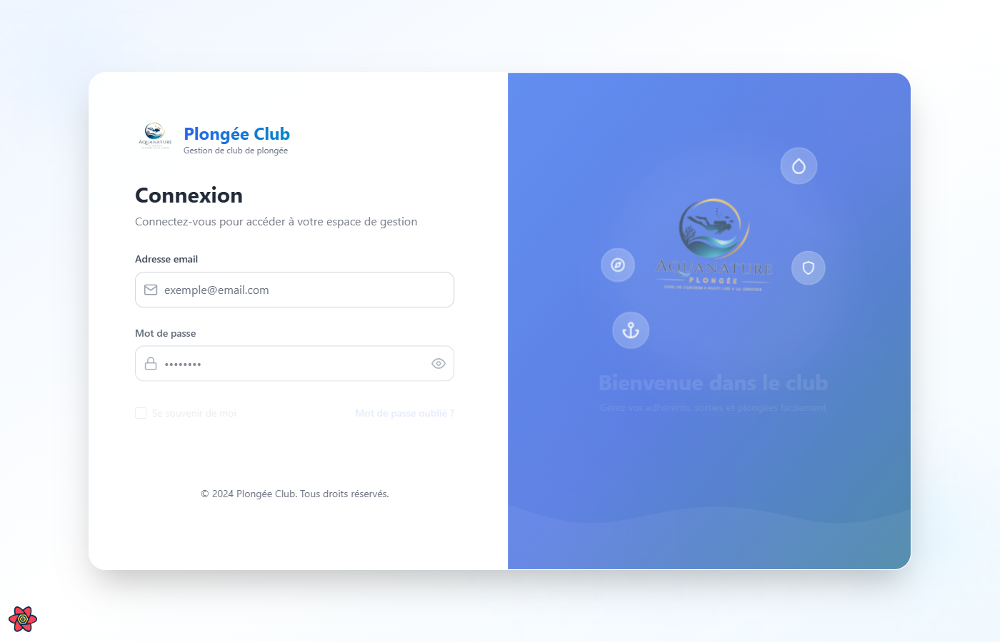 AQUANATURE
Plongée Club
Gestion de club de plongée
Connexion
Connectez-vous pour accéder à votre espace de gestion
Adresse email
exemple@email.com
Mot de passe
••••••••
Se souvenir de moi
Mot de passe oublié ?
© 2024 Plongée Club. Tous droits réservés.
AQUANATURE
PLONGÉE
Bienvenue dans le club
Gérez vos adhérents, sorties et plongées facilement